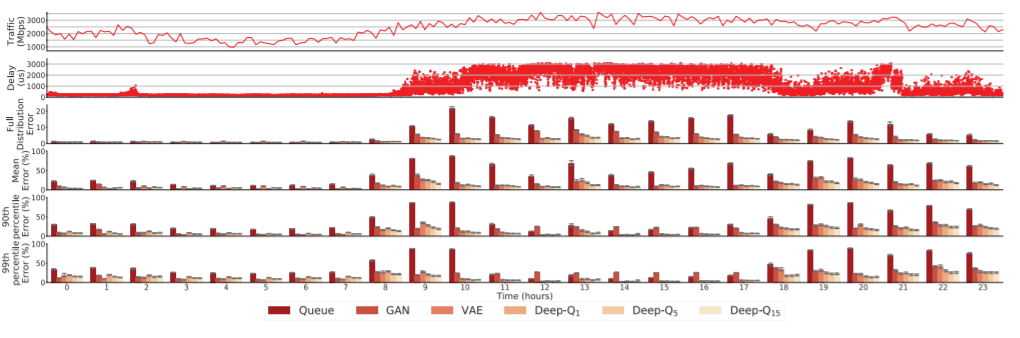 Traffic
(Mbps)
3000
2000
1000
Delay
(us)
3000
2000
1000
0
Full
Distribution
Error
20
10
0
Mean
Error (%)
100
50
0
90th
percentile
Error (%)
100
50
0
99th
percentile
Error (%)
100
50
0
0 1 2 3 4 5 6 7 8 9 10 11 12 13 14 15 16 17 18 19 20 21 22 23
Time (hours)
Queue GAN VAE Deep-Q1 Deep-Q5 Deep-Q15